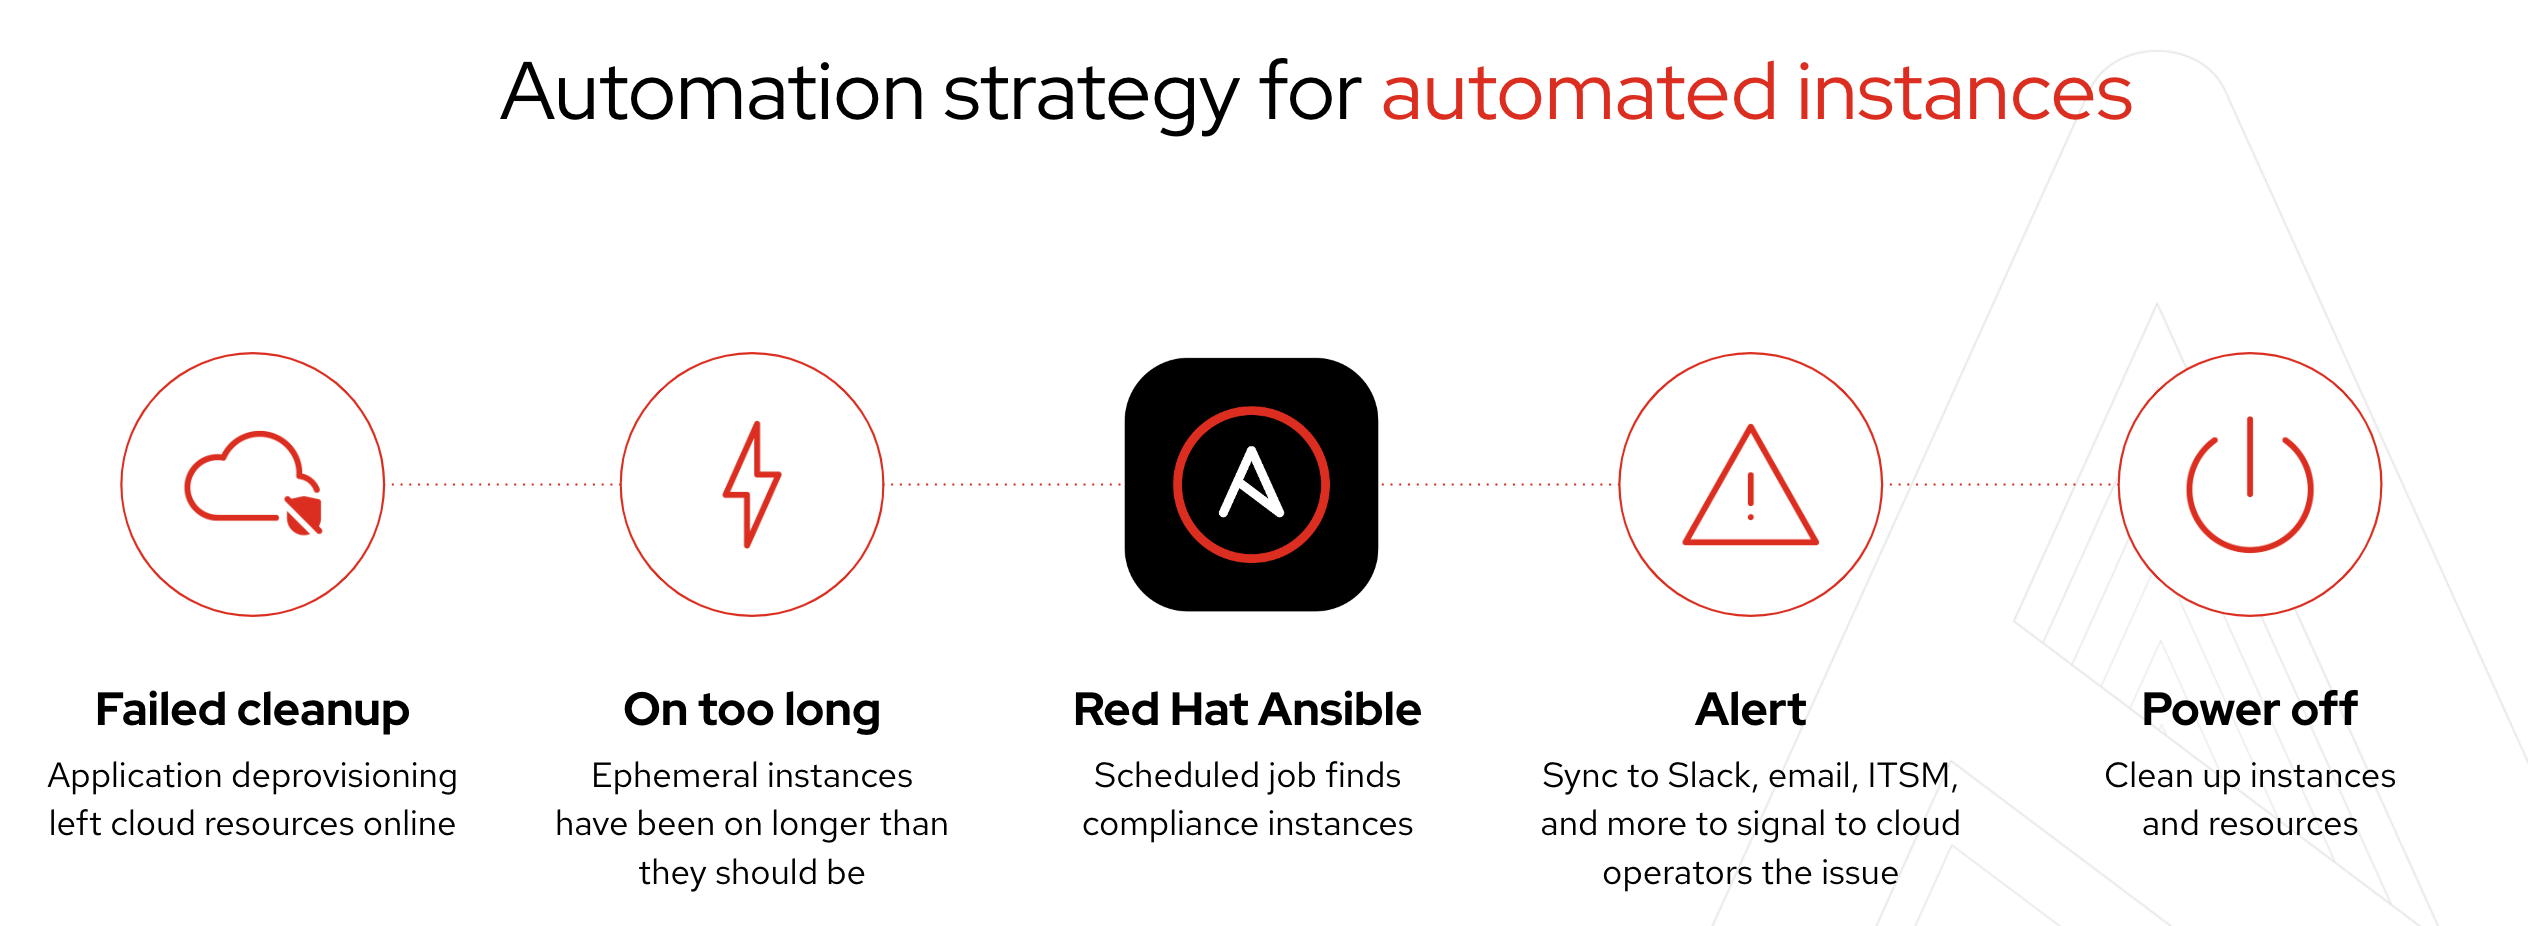 Automation strategy for automated instances
Failed cleanup
Application deprovisioning
left cloud resources online
On too long
Ephemeral instances
have been on longer than
they should be
Red Hat Ansible
Scheduled job finds
compliance instances
Alert
Sync to Slack, email, ITSM,
and more to signal to cloud
operators the issue
Power off
Clean up instances
and resources